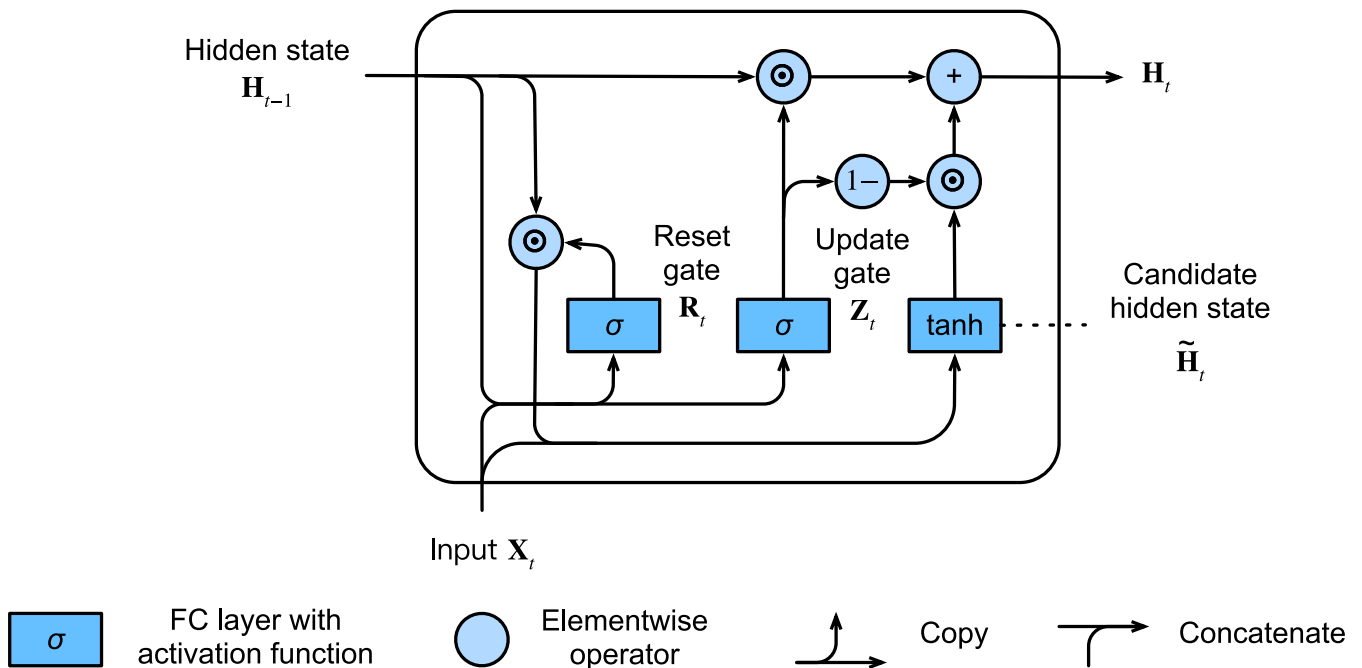 Hidden state
H_{t−1}
⊙
+
H_t
1−
⊙
⊙
Reset
gate
R_t
Update
gate
Z_t
σ
σ
tanh
Candidate
hidden state
H̃_t
Input X_t
σ
FC layer with
activation function
Elementwise
operator
Copy
Concatenate